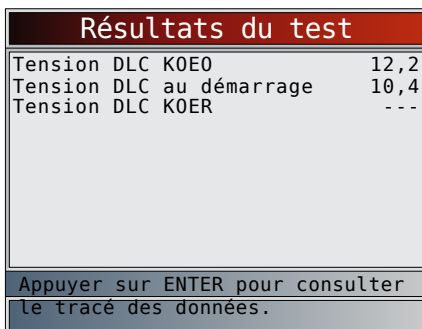 Résultats du test
Tension DLC KOEO 12,2
Tension DLC au démarrage 10,4
Tension DLC KOER ---
Appuyer sur ENTER pour consulter
le tracé des données.